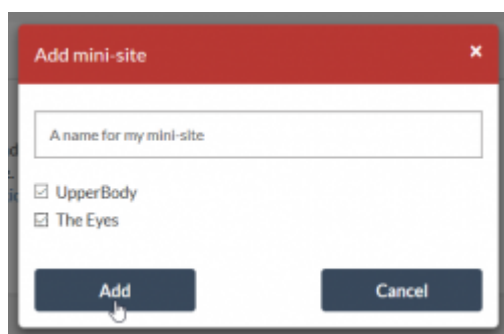 Add mini-site
×
A name for my mini-site
UpperBody
The Eyes
Add
Cancel